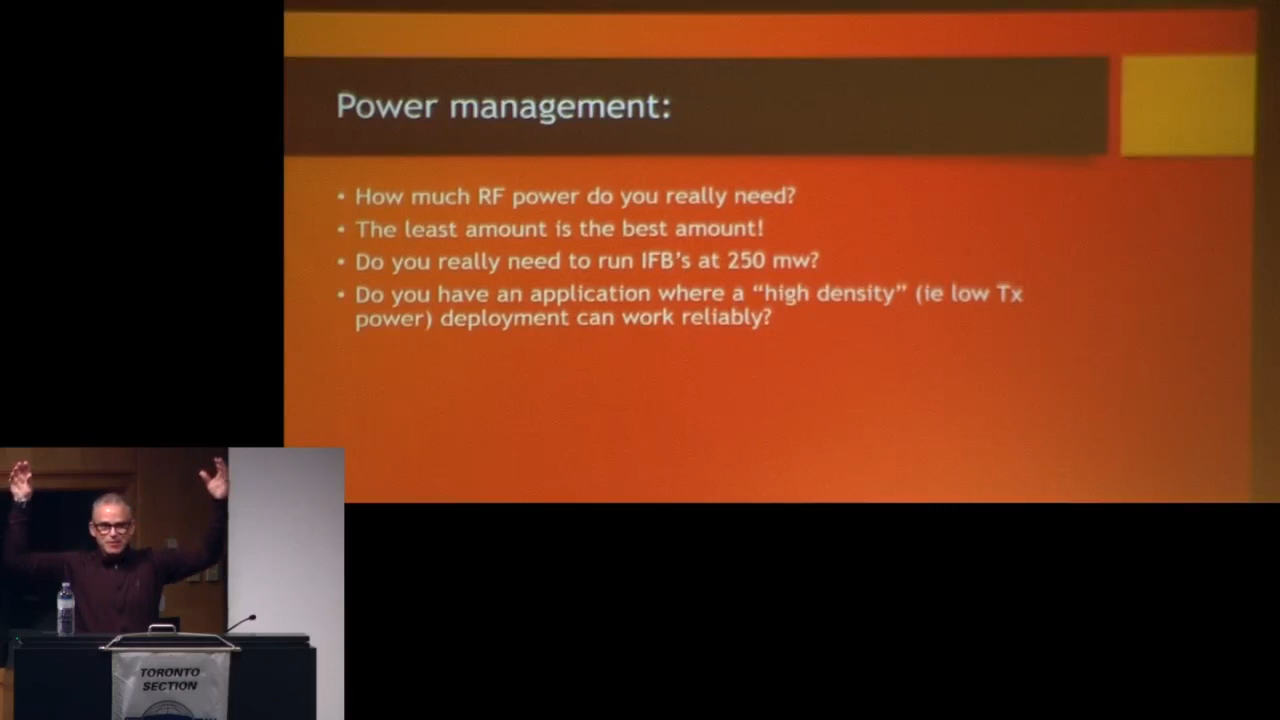 Power management:
• How much RF power do you really need?
• The least amount is the best amount!
• Do you really need to run IFB's at 250 mw?
• Do you have an application where a “high density” (ie low Tx
power) deployment can work reliably?
TORONTO
SECTION